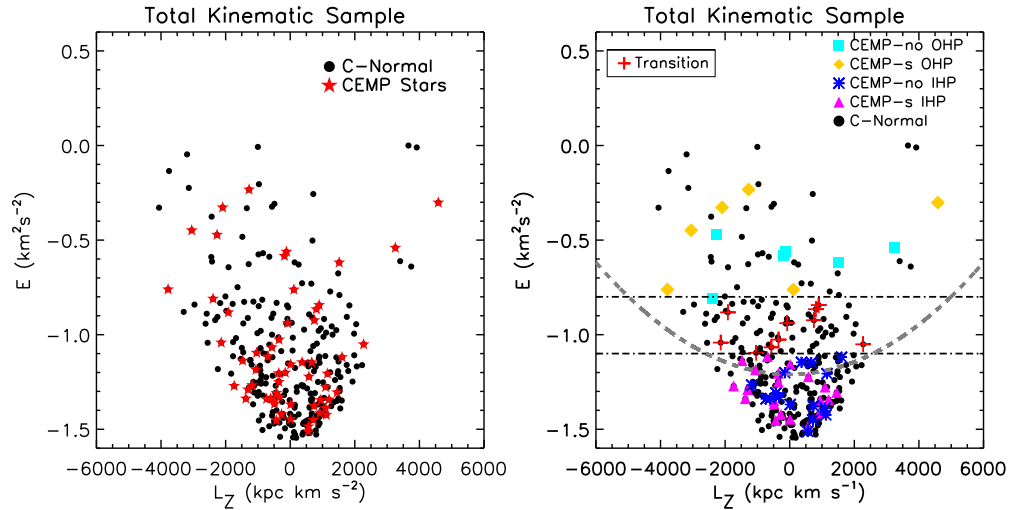 Total Kinematic Sample
C-Normal
CEMP Stars
0.5
0.0
-0.5
-1.0
-1.5
E (km²s⁻²)
-6000 -4000 -2000 0 2000 4000 6000
L_Z (kpc km s⁻²)
Total Kinematic Sample
Transition
CEMP-no OHP
CEMP-s OHP
CEMP-no IHP
CEMP-s IHP
C-Normal
0.5
0.0
-0.5
-1.0
-1.5
E (km²s⁻²)
-6000 -4000 -2000 0 2000 4000 6000
L_Z (kpc km s⁻¹)